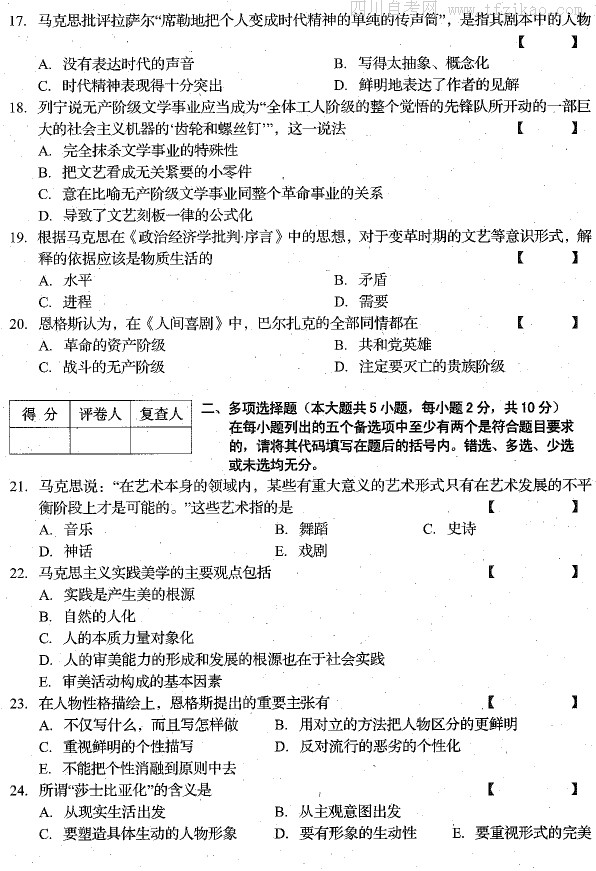 四川自考网
www.tfzikao.com
17. 马克思批评拉萨尔“席勒地把个人变成时代精神的单纯的传声筒”，是指其剧本中的人物
【 】
A. 没有表达时代的声音 B. 写得太抽象、概念化
C. 时代精神表现得十分突出 D. 鲜明地表达了作者的见解
18. 列宁说无产阶级文学事业应当成为“全体工人阶级的整个觉悟的先锋队所开动的一部巨
大的社会主义机器的‘齿轮和螺丝钉’”，这一说法 【 】
A. 完全抹杀文学事业的特殊性
B. 把文艺看成无关紧要的小零件
C. 意在比喻无产阶级文学事业同整个革命事业的关系
D. 导致了文艺刻板一律的公式化
19. 根据马克思在《政治经济学批判·序言》中的思想，对于变革时期的文艺等意识形式，解
释的依据应该是物质生活的 【 】
A. 水平 B. 矛盾
C. 进程 D. 需要
20. 恩格斯认为，在《人间喜剧》中，巴尔扎克的全部同情都在 【 】
A. 革命的资产阶级 B. 共和党英雄
C. 战斗的无产阶级 D. 注定要灭亡的贵族阶级
得 分 评卷人 复查人
二、多项选择题（本大题共5小题，每小题2分，共10分）
在每小题列出的五个备选项中至少有两个是符合题目要求
的，请将其代码填写在题后的括号内。错选、多选、少选
或未选均无分。
21. 马克思说：“在艺术本身的领域内，某些有重大意义的艺术形式只有在艺术发展的不平
衡阶段上才是可能的。”这些艺术指的是 【 】
A. 音乐 B. 舞蹈 C. 史诗
D. 神话 E. 戏剧
22. 马克思主义实践美学的主要观点包括 【 】
A. 实践是产生美的根源
B. 自然的人化
C. 人的本质力量对象化
D. 人的审美能力的形成和发展的根源也在于社会实践
E. 审美活动构成的基本因素
23. 在人物性格描绘上，恩格斯提出的重要主张有 【 】
A. 不仅写什么，而且写怎样做 B. 用对立的方法把人物区分的更鲜明
C. 重视鲜明的个性描写 D. 反对流行的恶劣的个性化
E. 不能把个性消融到原则中去
24. 所谓“莎士比亚化”的含义是 【 】
A. 从现实生活出发 B. 从主观意图出发
C. 要塑造具体生动的人物形象 D. 要有形象的生动性 E. 要重视形式的完美